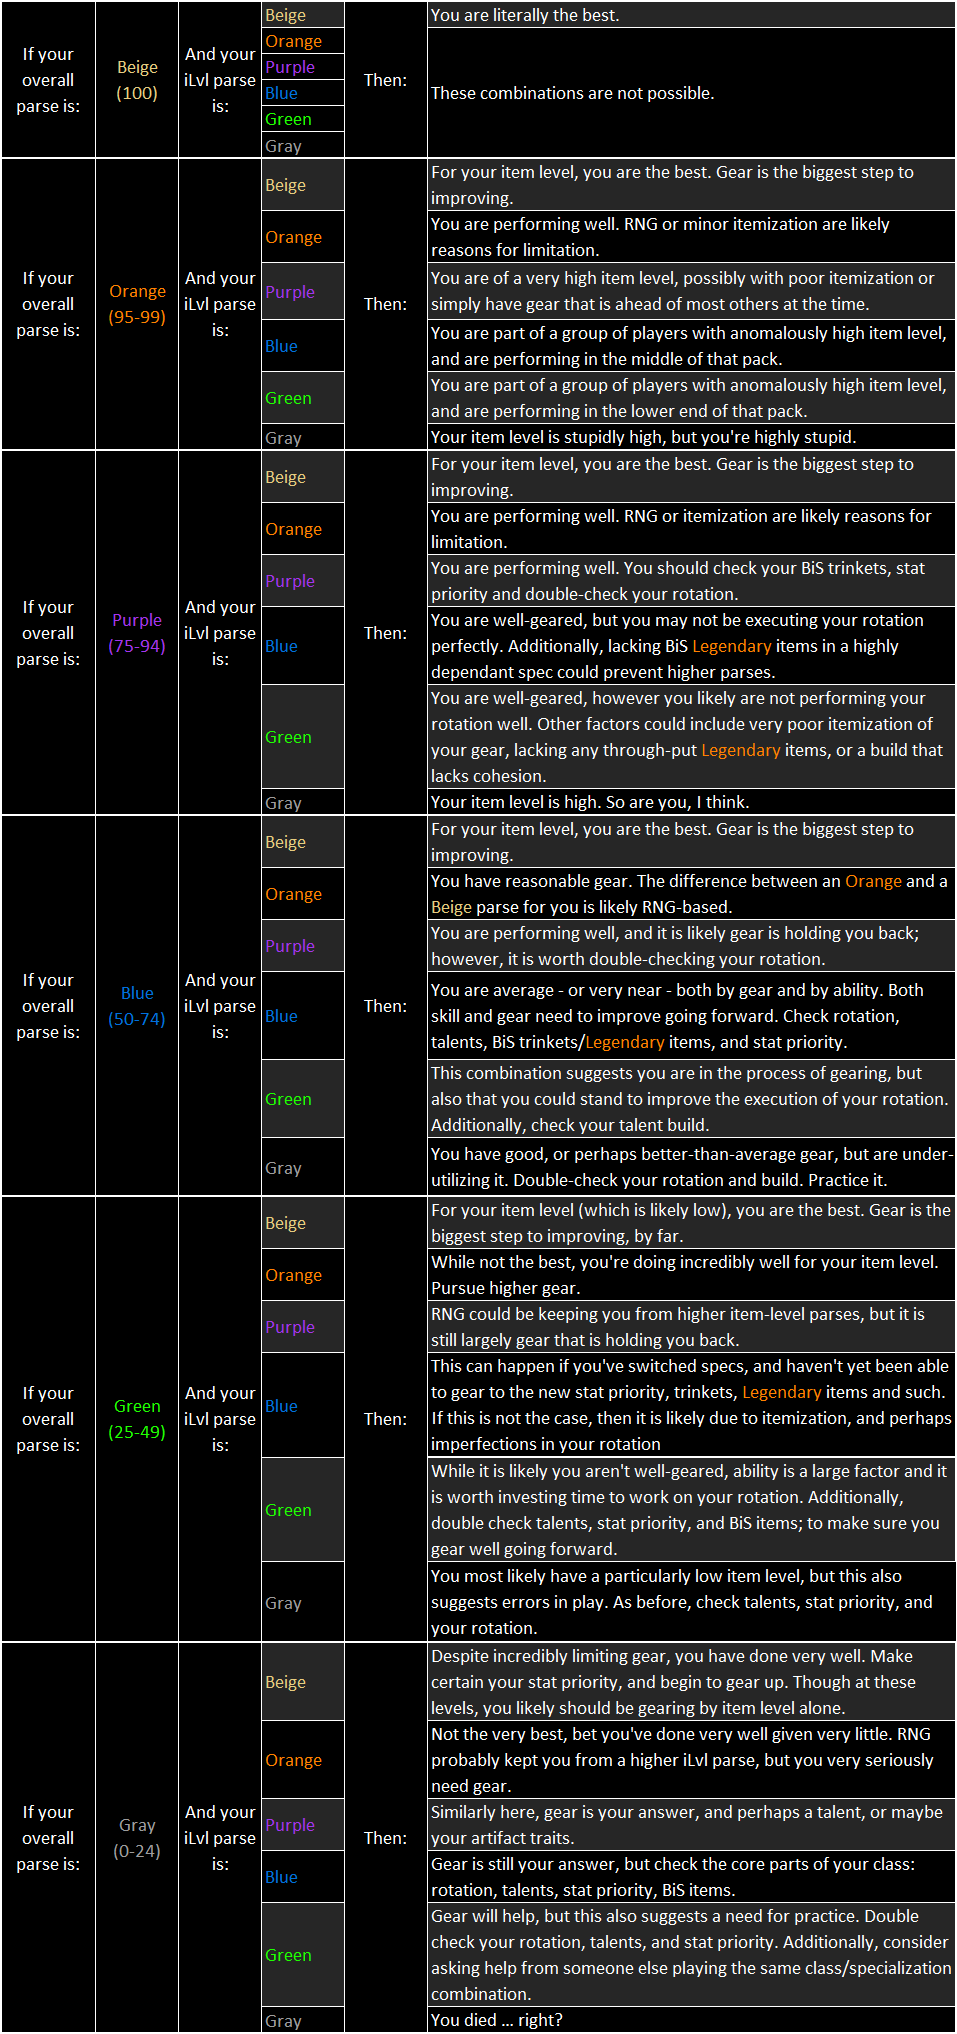 If your
overall
parse is:
Beige
(100)
And your
iLvl parse
is:
Beige
Orange
Purple
Blue
Green
Gray
Then:
You are literally the best.
These combinations are not possible.
If your
overall
parse is:
Orange
(95-99)
And your
iLvl parse
is:
Then:
Beige
For your item level, you are the best. Gear is the biggest step to
improving.
Orange
You are performing well. RNG or minor itemization are likely
reasons for limitation.
Purple
You are of a very high item level, possibly with poor itemization or
simply have gear that is ahead of most others at the time.
Blue
You are part of a group of players with anomalously high item level,
and are performing in the middle of that pack.
Green
You are part of a group of players with anomalously high item level,
and are performing in the lower end of that pack.
Gray
Your item level is stupidly high, but you're highly stupid.
If your
overall
parse is:
Purple
(75-94)
And your
iLvl parse
is:
Then:
Beige
For your item level, you are the best. Gear is the biggest step to
improving.
Orange
You are performing well. RNG or itemization are likely reasons for
limitation.
Purple
You are performing well. You should check your BiS trinkets, stat
priority and double-check your rotation.
Blue
You are well-geared, but you may not be executing your rotation
perfectly. Additionally, lacking BiS Legendary items in a highly
dependant spec could prevent higher parses.
Green
You are well-geared, however you likely are not performing your
rotation well. Other factors could include very poor itemization of
your gear, lacking any through-put Legendary items, or a build that
lacks cohesion.
Gray
Your item level is high. So are you, I think.
If your
overall
parse is:
Blue
(50-74)
And your
iLvl parse
is:
Then:
Beige
For your item level, you are the best. Gear is the biggest step to
improving.
Orange
You have reasonable gear. The difference between an Orange and a
Beige parse for you is likely RNG-based.
Purple
You are performing well, and it is likely gear is holding you back;
however, it is worth double-checking your rotation.
Blue
You are average - or very near - both by gear and by ability. Both
skill and gear need to improve going forward. Check rotation,
talents, BiS trinkets/Legendary items, and stat priority.
Green
This combination suggests you are in the process of gearing, but
also that you could stand to improve the execution of your rotation.
Additionally, check your talent build.
Gray
You have good, or perhaps better-than-average gear, but are under-
utilizing it. Double-check your rotation and build. Practice it.
If your
overall
parse is:
Green
(25-49)
And your
iLvl parse
is:
Then:
Beige
For your item level (which is likely low), you are the best. Gear is the
biggest step to improving, by far.
Orange
While not the best, you're doing incredibly well for your item level.
Pursue higher gear.
Purple
RNG could be keeping you from higher item-level parses, but it is
still largely gear that is holding you back.
Blue
This can happen if you've switched specs, and haven't yet been able
to gear to the new stat priority, trinkets, Legendary items and such.
If this is not the case, then it is likely due to itemization, and perhaps
imperfections in your rotation
Green
While it is likely you aren't well-geared, ability is a large factor and it
is worth investing time to work on your rotation. Additionally,
double check talents, stat priority, and BiS items; to make sure you
gear well going forward.
Gray
You most likely have a particularly low item level, but this also
suggests errors in play. As before, check talents, stat priority, and
your rotation.
If your
overall
parse is:
Gray
(0-24)
And your
iLvl parse
is:
Then:
Beige
Despite incredibly limiting gear, you have done very well. Make
certain your stat priority, and begin to gear up. Though at these
levels, you likely should be gearing by item level alone.
Orange
Not the very best, bet you've done very well given very little. RNG
probably kept you from a higher iLvl parse, but you very seriously
need gear.
Purple
Similarly here, gear is your answer, and perhaps a talent, or maybe
your artifact traits.
Blue
Gear is still your answer, but check the core parts of your class:
rotation, talents, stat priority, BiS items.
Green
Gear will help, but this also suggests a need for practice. Double
check your rotation, talents, and stat priority. Additionally, consider
asking help from someone else playing the same class/specialization
combination.
Gray
You died ... right?